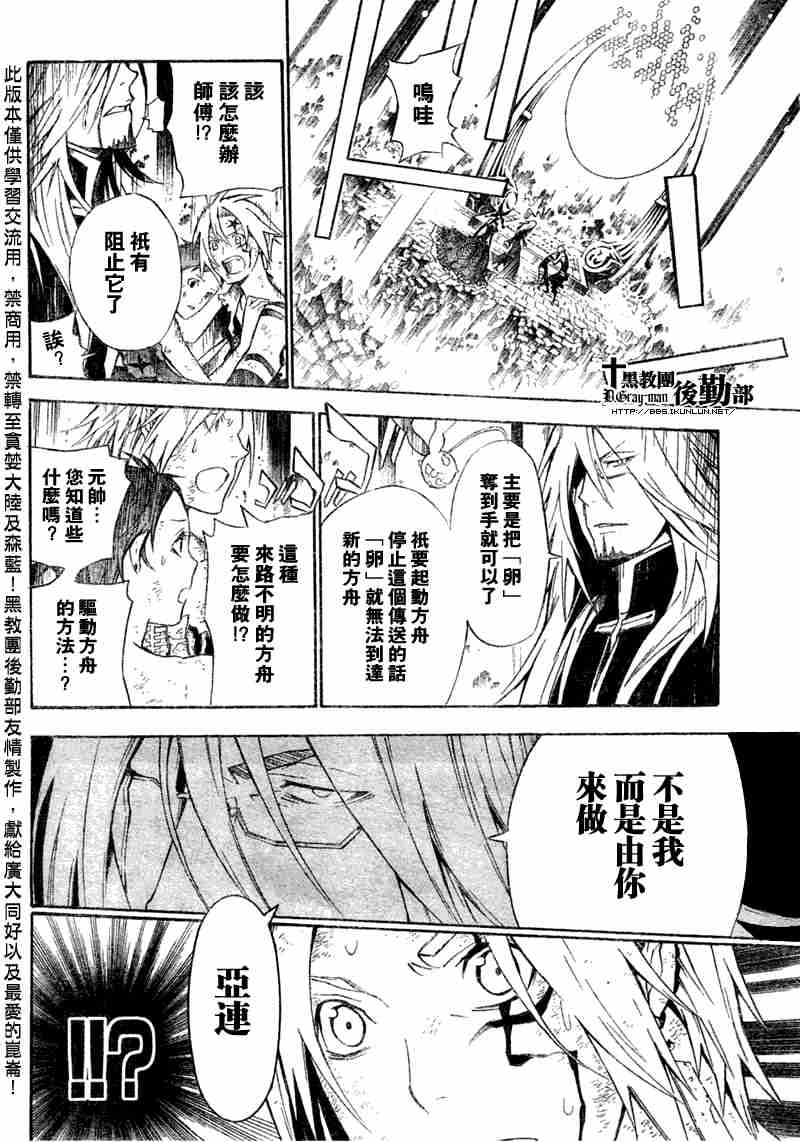 嗚哇
該
該怎麼辦
師傅!?
祇有
阻止它了
誒?
十黑教團後勤部
D.Gray-man
HTTP://BBS.IKUNLUN.NET/
主要是把「卵」
奪到手就可以了
祇要起動方舟
停止這個傳送的話
「卵」就無法到達
新的方舟
這種
來路不明的方舟
要怎麼做!?
元帥…
您知道這些
什麼嗎?
驅動方舟
的方法…?
不是我
而是由你
來做
亞連
!!?
此版本僅供學習交流用，禁商用，禁轉至貪婪大陸及森藍！黑教團後勤部友情製作，獻給廣大同好以及最愛的崑崙！